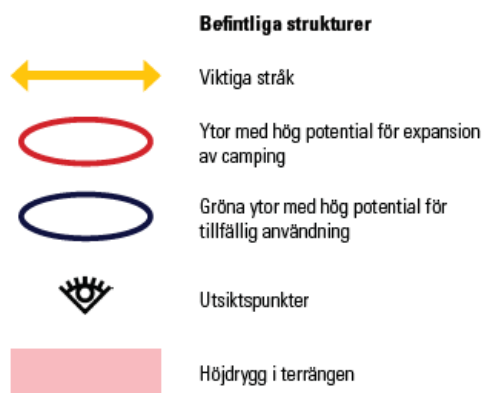 Befintliga strukturer
Viktiga stråk
Ytor med hög potential för expansion
av camping
Gröna ytor med hög potential för
tillfällig användning
Utsiktspunkter
Höjdrygg i terrängen